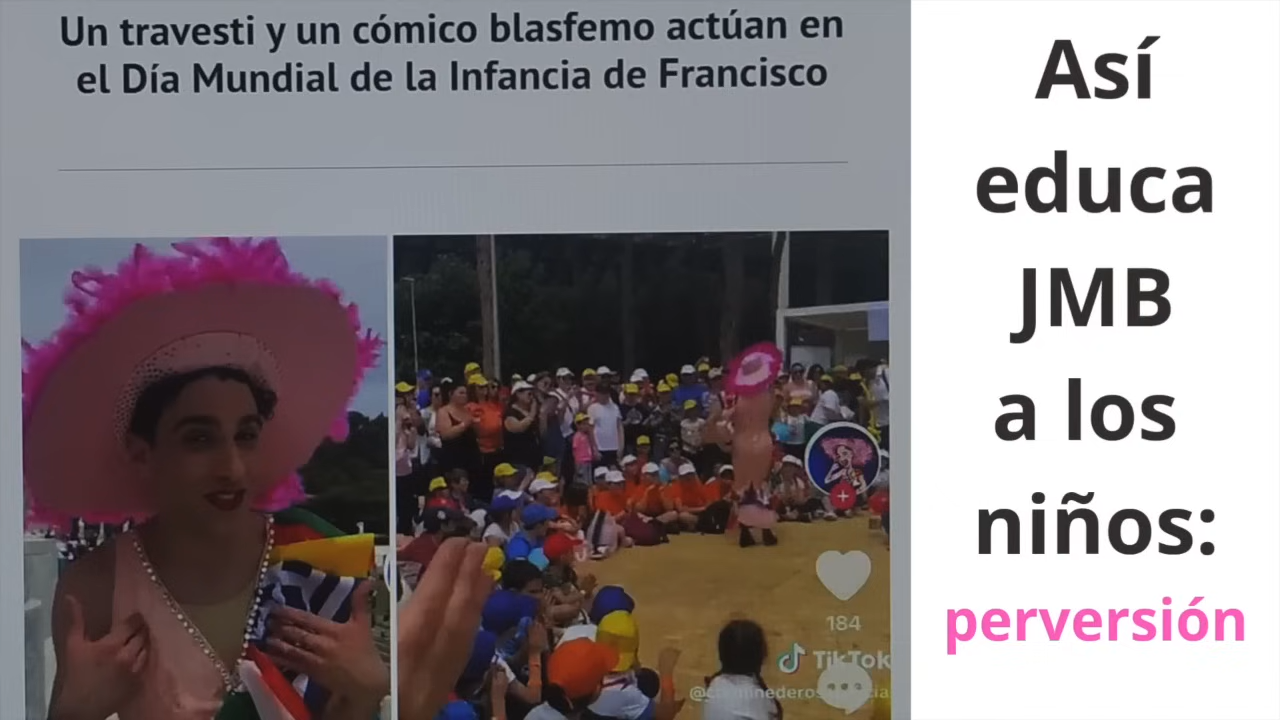 Un travesti y un cómico blasfemo actúan en
el Día Mundial de la Infancia de Francisco
184
TikTok
Así
educa
JMB
a los
niños:
perversión